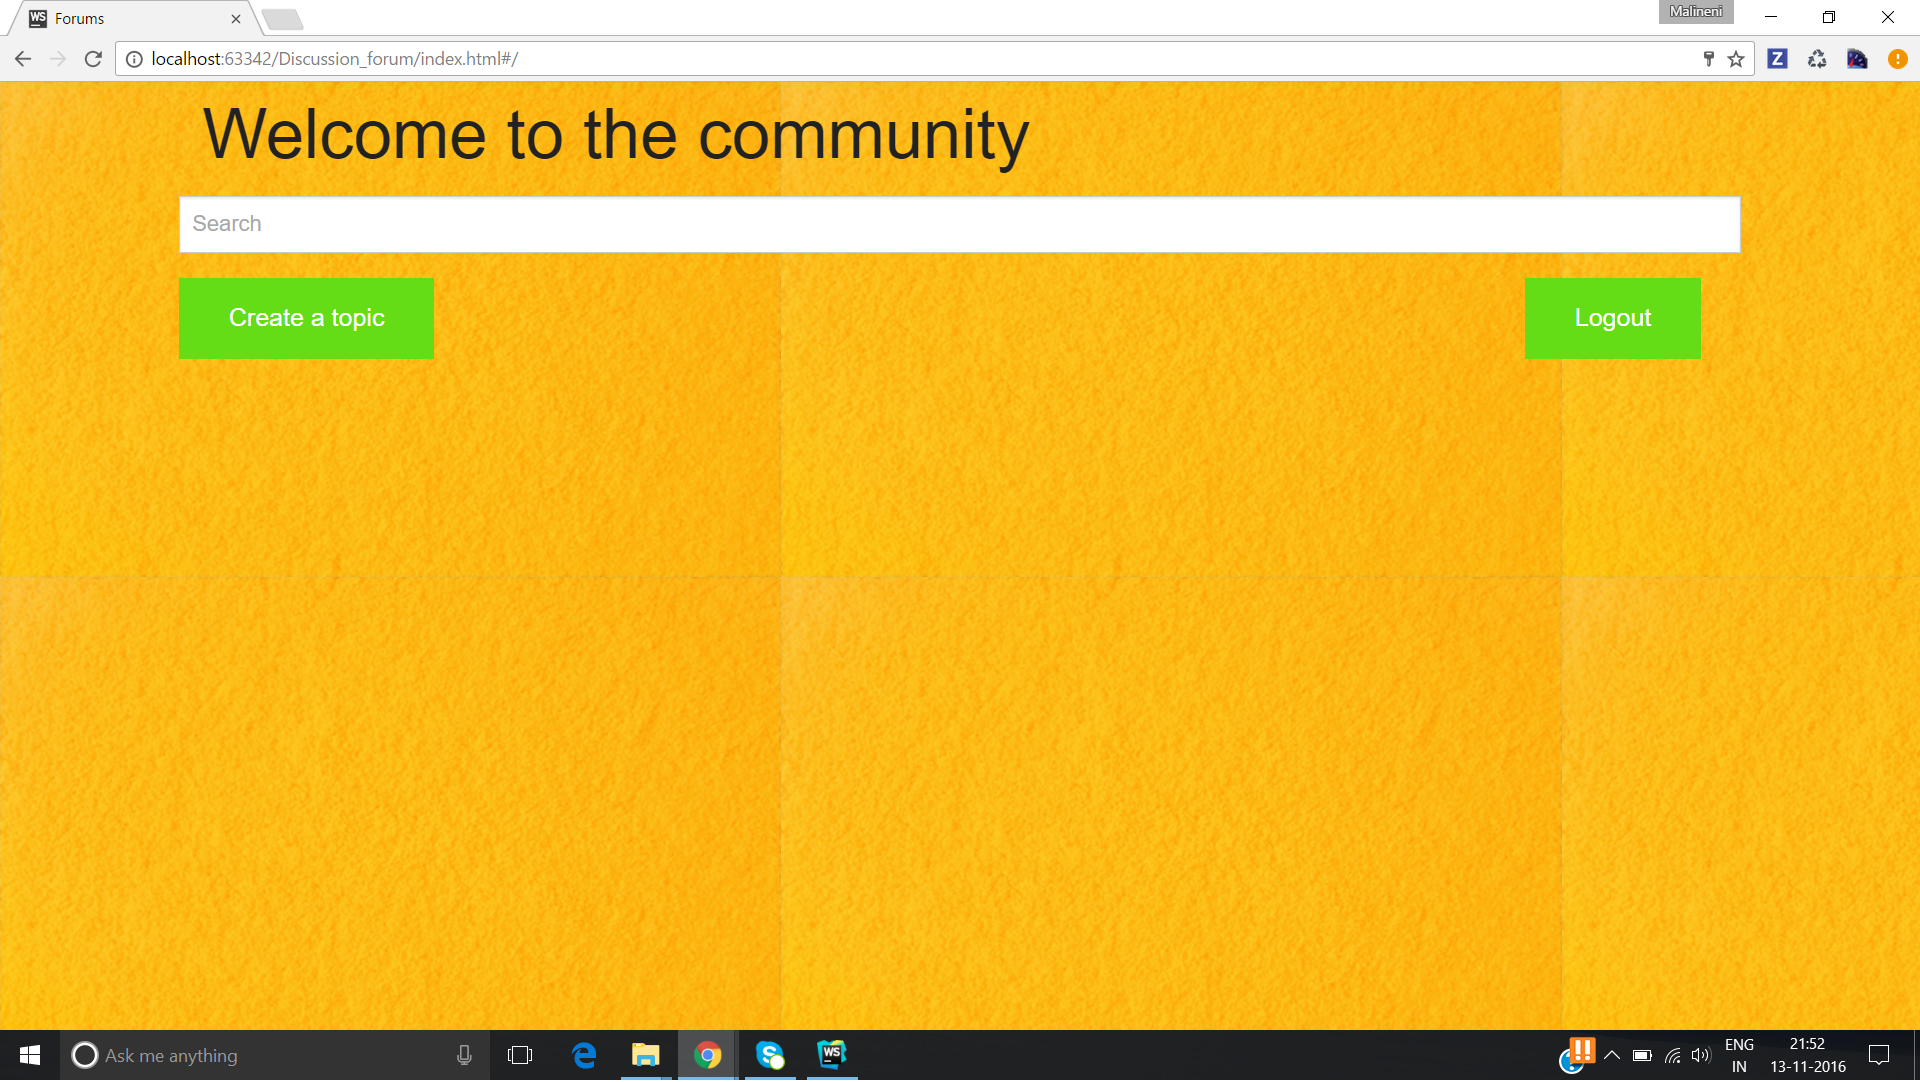 WS Forums
Malineni
localhost:63342/Discussion_forum/index.html#/
Z
Welcome to the community
Search
Create a topic
Logout
Ask me anything
WS
ENG
IN
21:52
13-11-2016